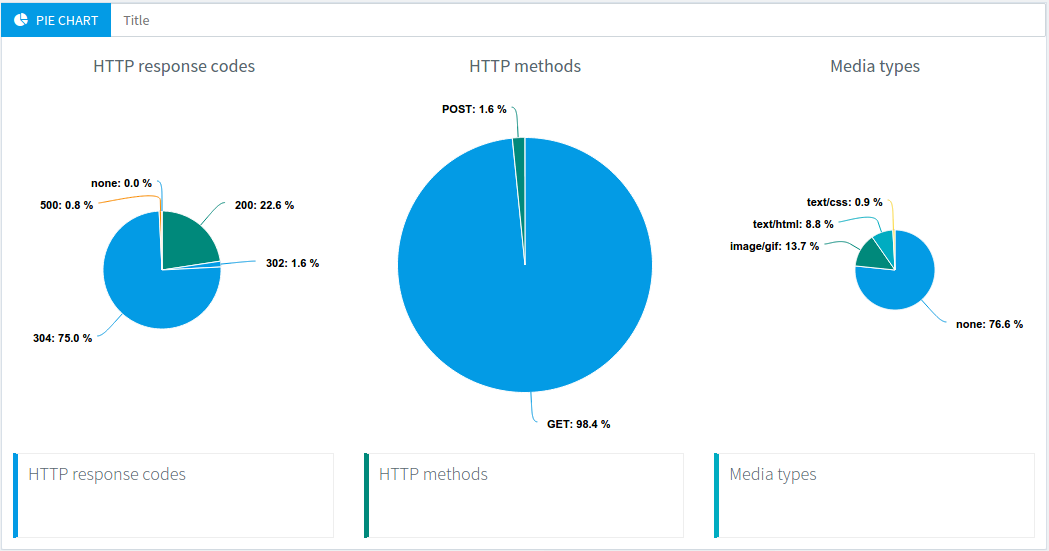 PIE CHART Title
HTTP response codes
HTTP methods
Media types
none: 0.0 %
500: 0.8 %
200: 22.6 %
302: 1.6 %
304: 75.0 %
POST: 1.6 %
GET: 98.4 %
text/css: 0.9 %
text/html: 8.8 %
image/gif: 13.7 %
none: 76.6 %
HTTP response codes
HTTP methods
Media types